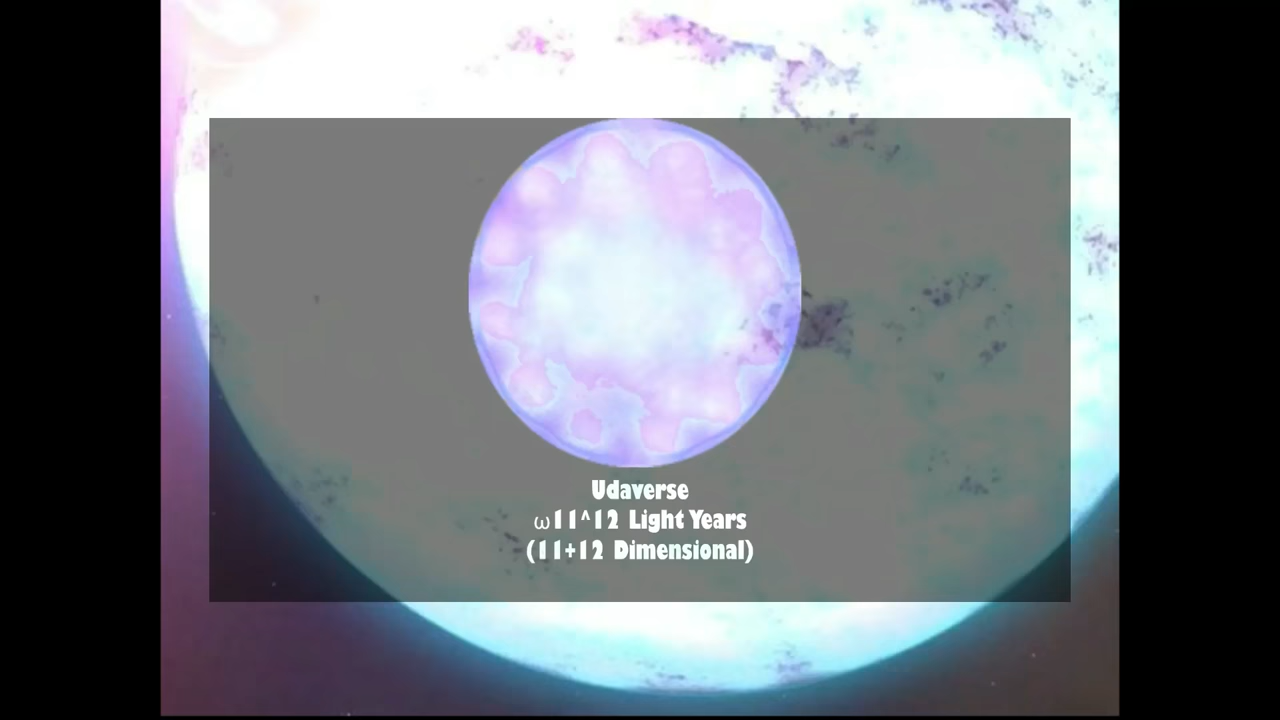 Udaverse
ω11^12 Light Years
(11+12 Dimensional)